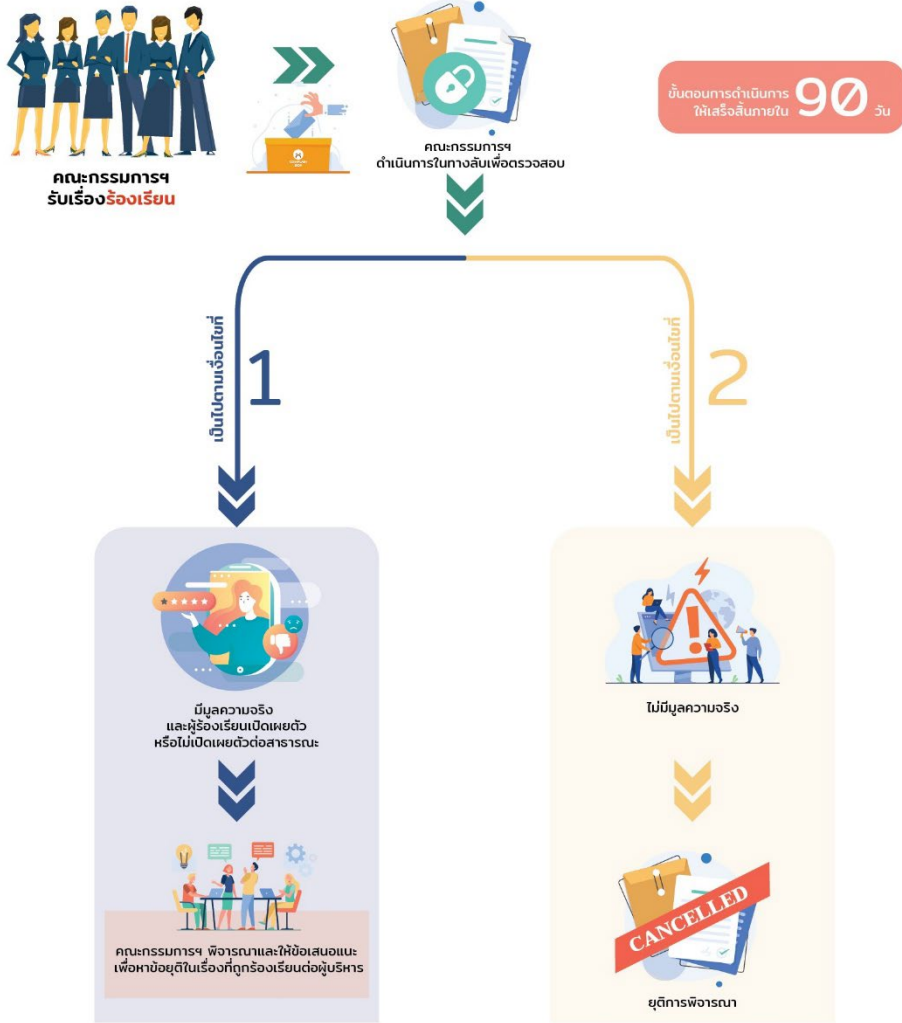 คณะกรรมการฯ
รับเรื่องร้องเรียน
คณะกรรมการฯ
ดำเนินการในทางลับเพื่อตรวจสอบ
ขั้นตอนการดำเนินการ
ให้เสร็จสิ้นภายใน 90 วัน
เป็นไปตามเงื่อนไขที่ 1
เป็นไปตามเงื่อนไขที่ 2
มีมูลความจริง
และผู้ร้องเรียนเปิดเผยตัว
หรือไม่เปิดเผยตัวต่อสาธารณะ
ไม่มีมูลความจริง
คณะกรรมการฯ พิจารณาและให้ข้อเสนอแนะ
เพื่อหาข้อยุติในเรื่องที่ถูกร้องเรียนต่อผู้บริหาร
CANCELLED
ยุติการพิจารณา